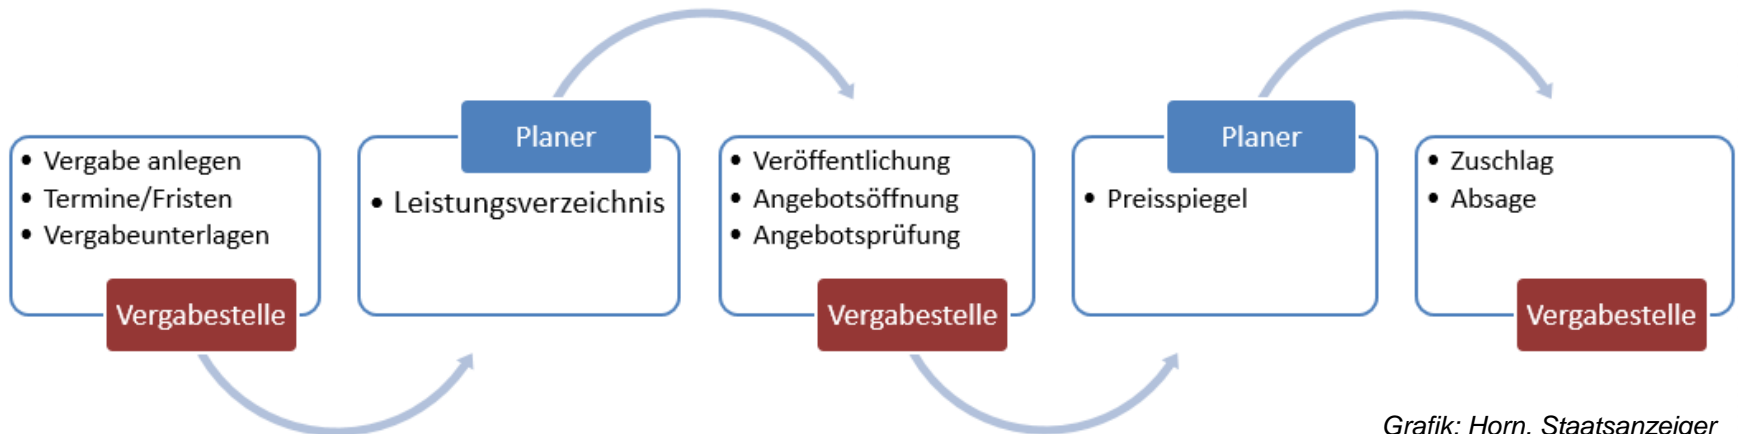 • Vergabe anlegen
• Termine/Fristen
• Vergabeunterlagen
Vergabestelle
Planer
• Leistungsverzeichnis
• Veröffentlichung
• Angebotsöffnung
• Angebotsprüfung
Vergabestelle
Planer
• Preisspiegel
• Zuschlag
• Absage
Vergabestelle
Grafik: Horn, Staatsanzeiger